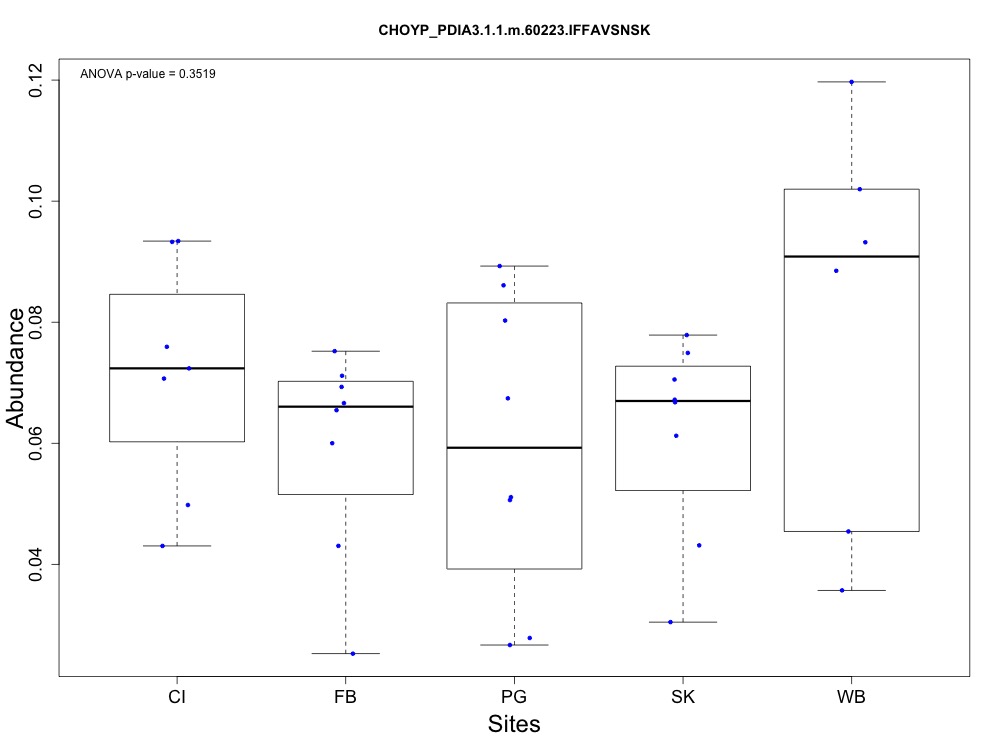 CHOYP_PDIA3.1.1.m.60223.IFFAVSNSK
ANOVA p-value = 0.3519
0.12
0.10
0.08
0.06
0.04
Abundance
CI FB PG SK WB
Sites